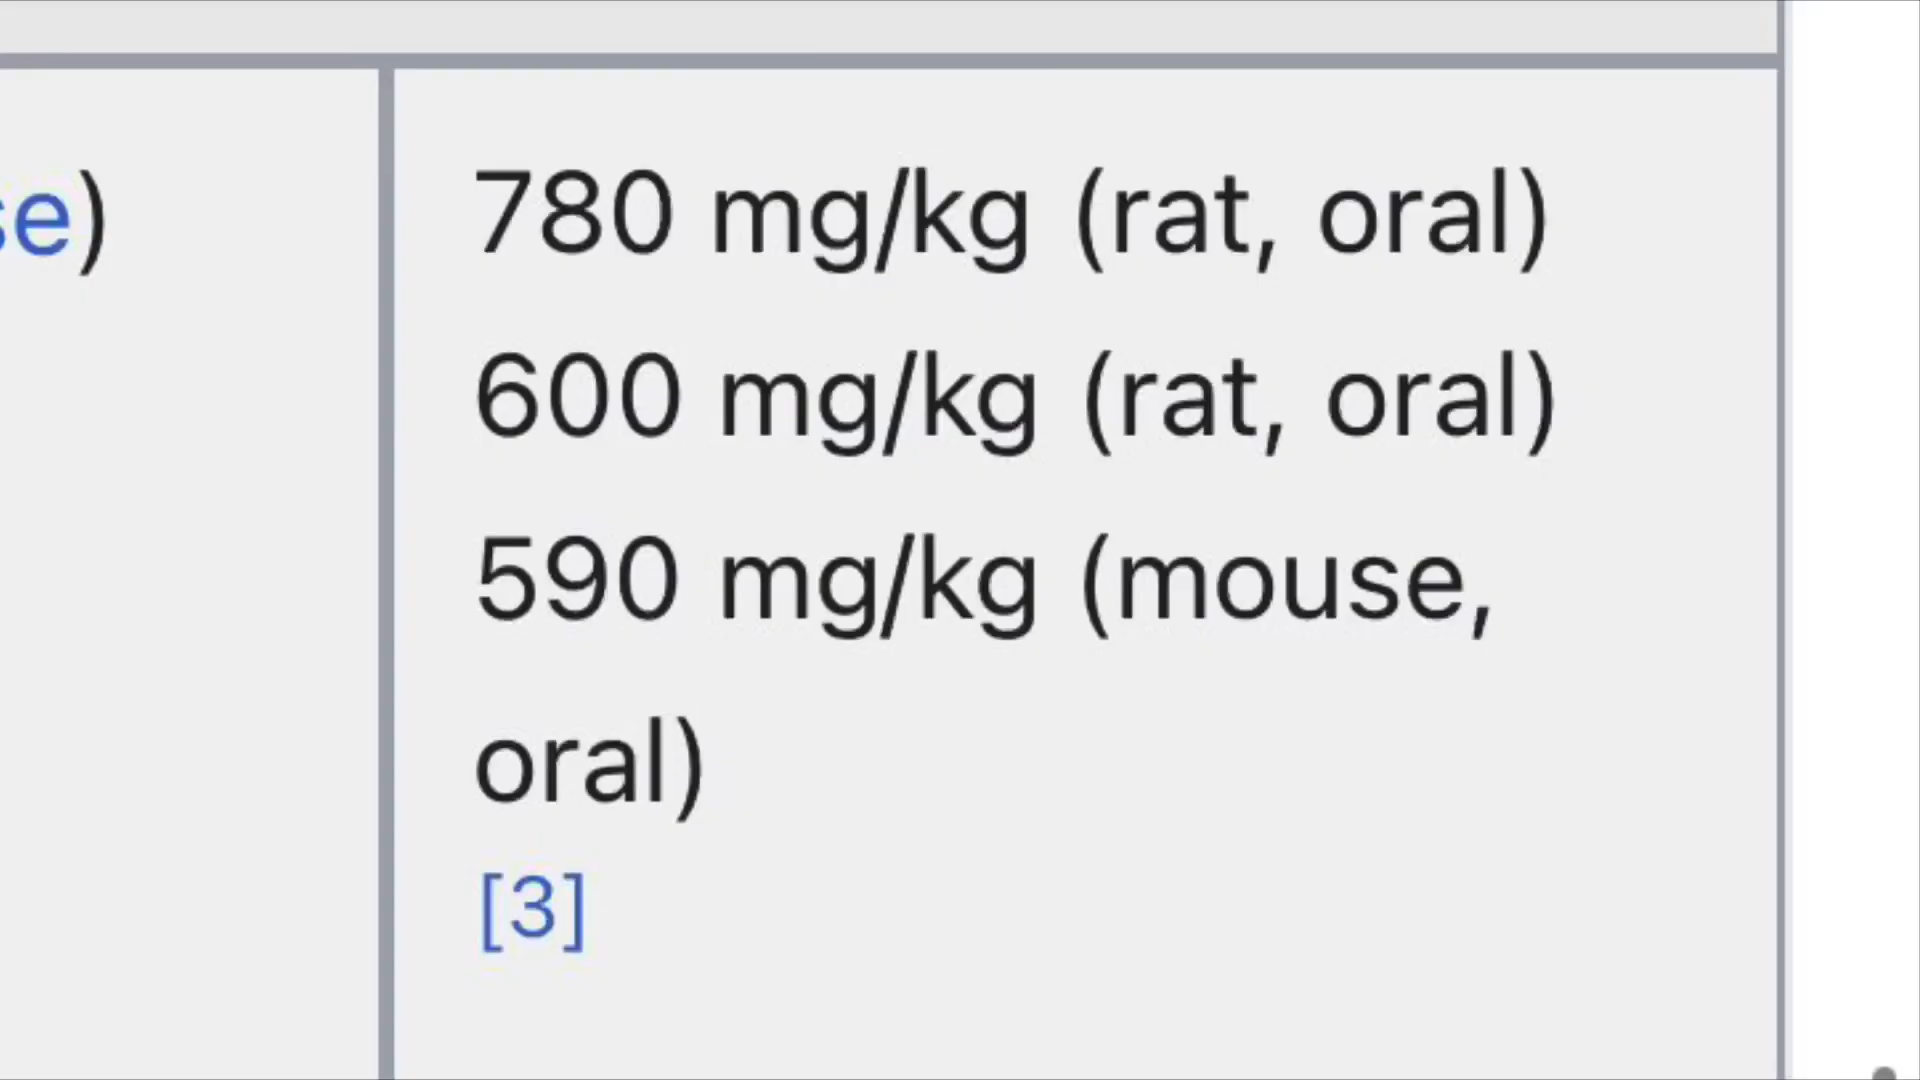 se)
780 mg/kg (rat, oral)
600 mg/kg (rat, oral)
590 mg/kg (mouse,
oral)
[3]